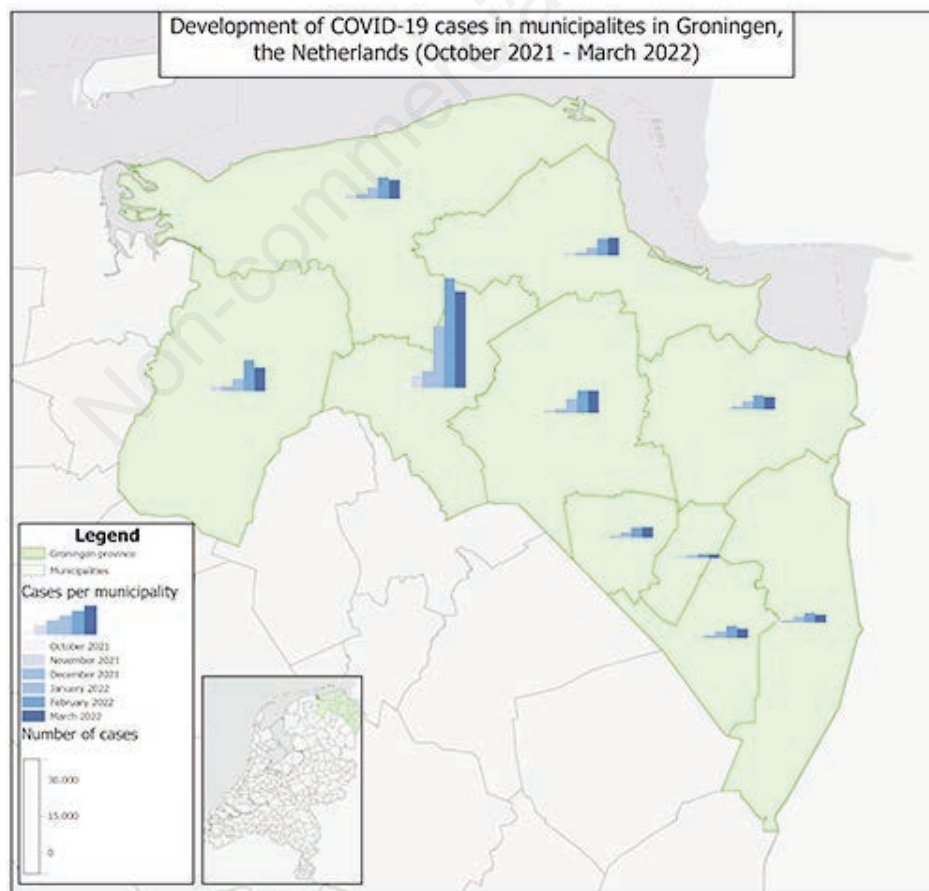 Development of COVID-19 cases in municipalites in Groningen,
the Netherlands (October 2021 - March 2022)
Non-commercial
Legend
Groningen province
Municipalities
Cases per municipality
October 2021
November 2021
December 2021
January 2022
February 2022
March 2022
Number of cases
30,000
15,000
0